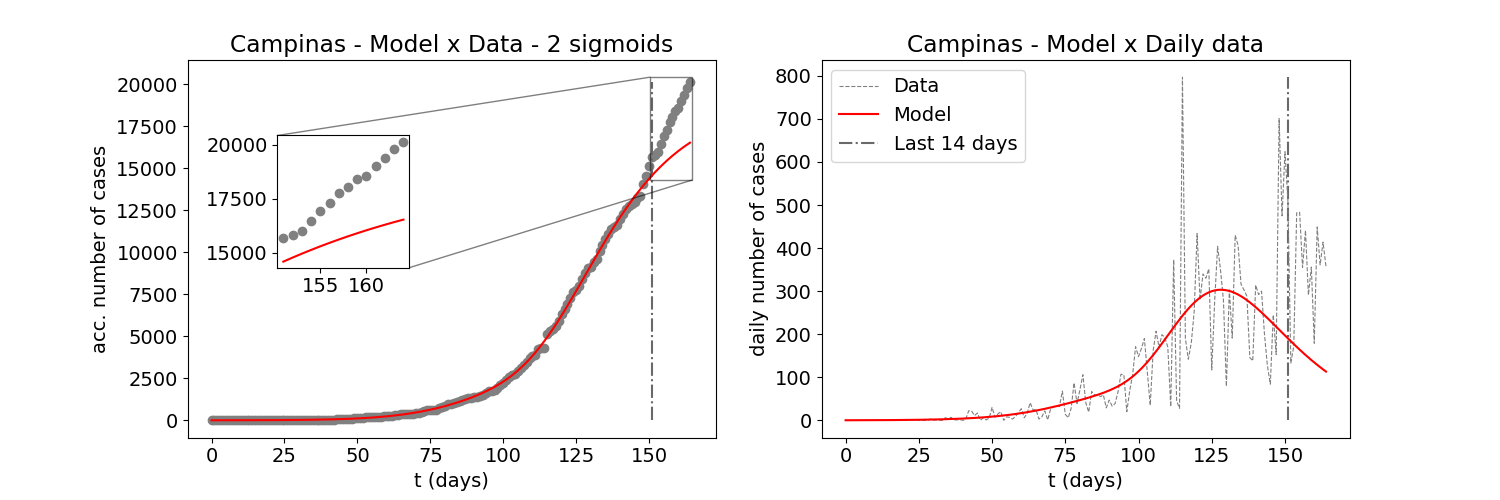 Campinas - Model x Data - 2 sigmoids
acc. number of cases
20000
17500
15000
12500
10000
7500
5000
2500
0
20000
17500
15000
155 160
0 25 50 75 100 125 150
t (days)
Campinas - Model x Daily data
daily number of cases
800
700
600
500
400
300
200
100
0
Data
Model
Last 14 days
0 25 50 75 100 125 150
t (days)